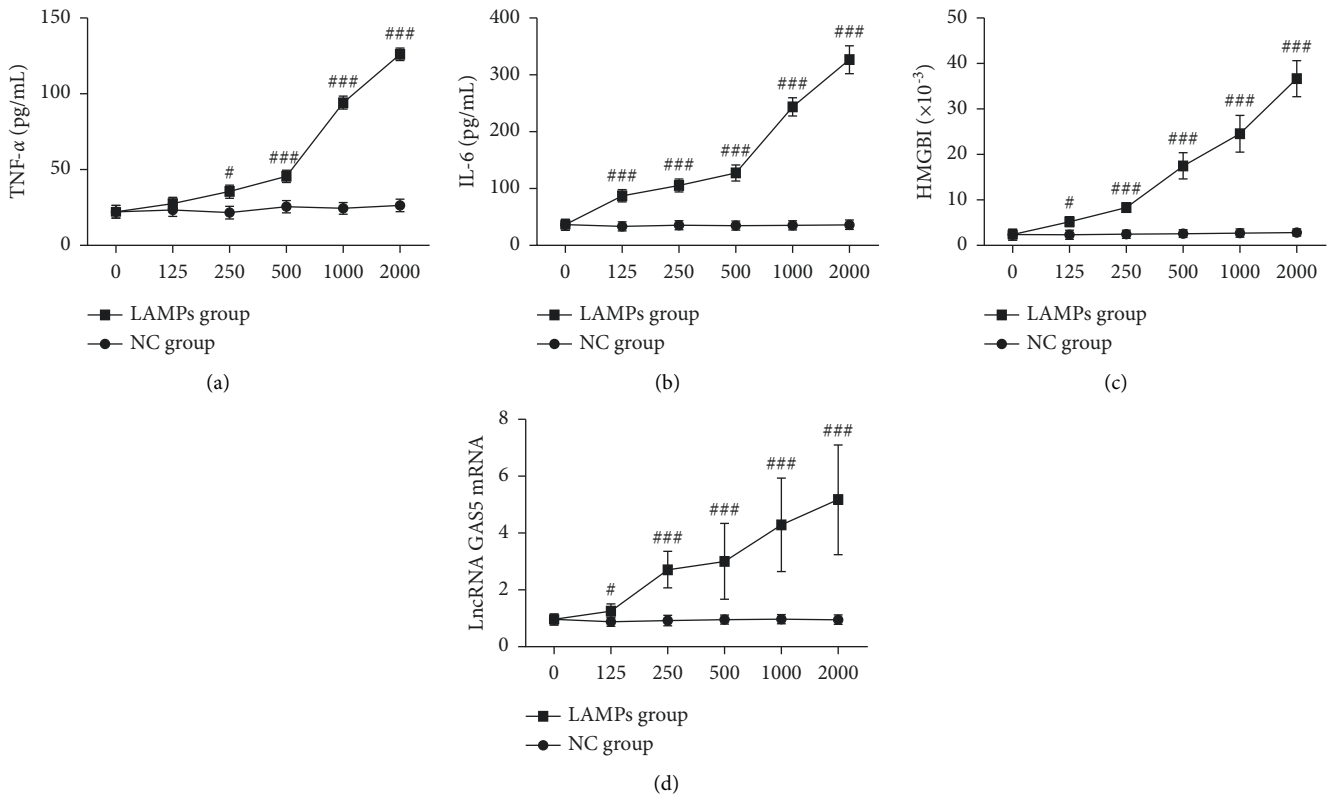 TNF-α (pg/mL)
150
100
50
0
#
###
###
###
0 125 250 500 1000 2000
LAMPs group
NC group
(a)
IL-6 (pg/mL)
400
300
200
100
0
###
###
###
###
###
0 125 250 500 1000 2000
LAMPs group
NC group
(b)
HMGBI (×10⁻³)
50
40
30
20
10
0
#
###
###
###
###
0 125 250 500 1000 2000
LAMPs group
NC group
(c)
LncRNA GAS5 mRNA
8
6
4
2
0
#
###
###
###
###
0 125 250 500 1000 2000
LAMPs group
NC group
(d)